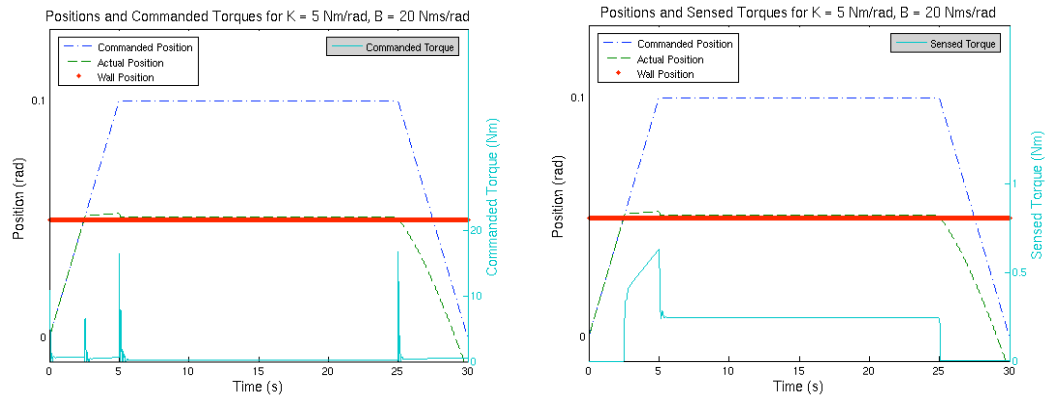 Positions and Commanded Torques for K = 5 Nm/rad, B = 20 Nms/rad
Commanded Position
Actual Position
Wall Position
Commanded Torque
0.1
0
Position (rad)
20
10
0
Commanded Torque (Nm)
0 5 10 15 20 25 30
Time (s)
Positions and Sensed Torques for K = 5 Nm/rad, B = 20 Nms/rad
Commanded Position
Actual Position
Wall Position
Sensed Torque
0.1
0
Position (rad)
1
0.5
0
Sensed Torque (Nm)
0 5 10 15 20 25 30
Time (s)